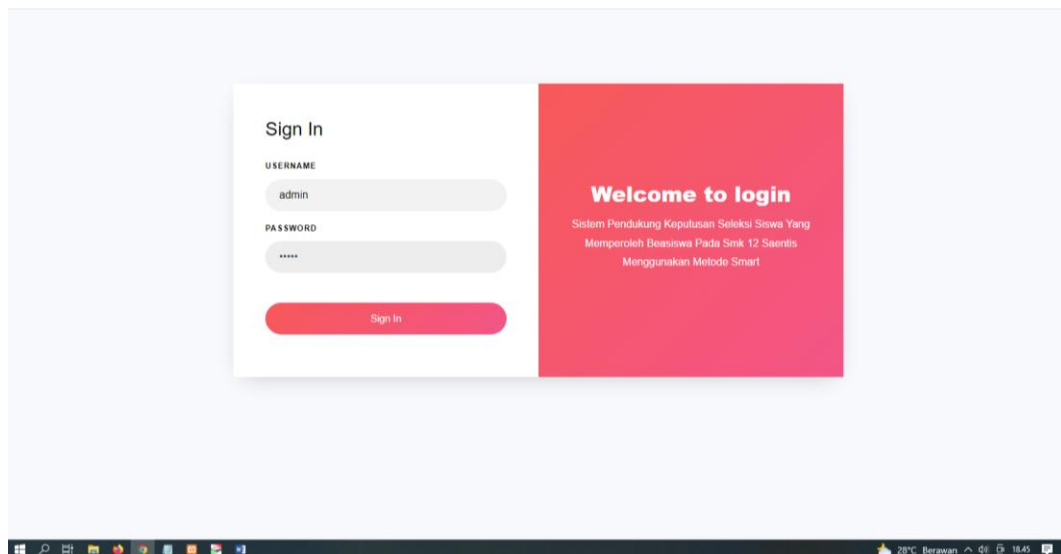 Sign In
USERNAME
admin
PASSWORD
•••••
Sign In
Welcome to login
Sistem Pendukung Keputusan Seleksi Siswa Yang
Memperoleh Beasiswa Pada Smk 12 Saentis
Menggunakan Metode Smart
28°C Berawan 18.45